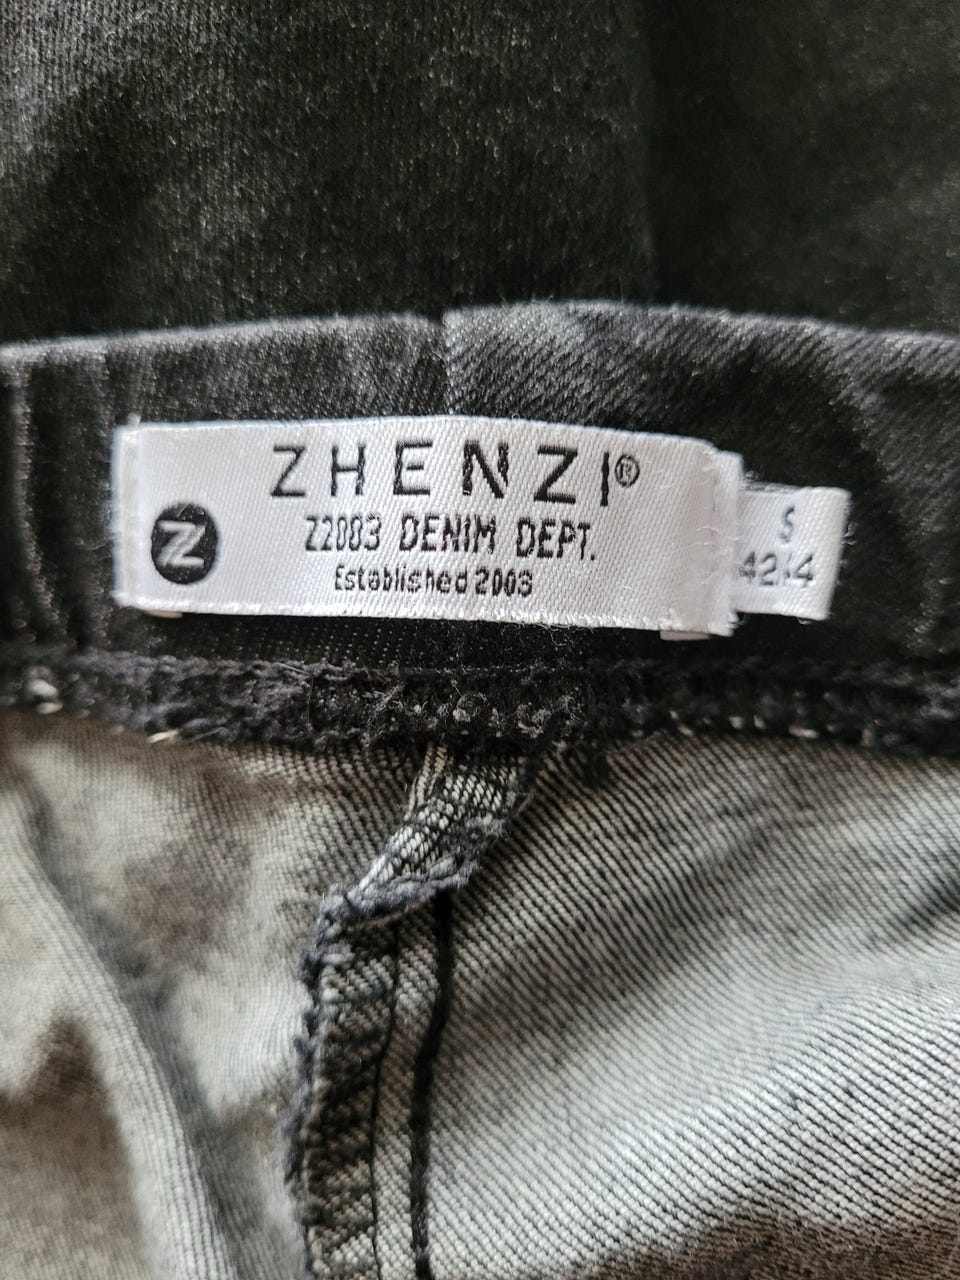 ZHENZI®
Z2003 DENIM DEPT.
Established 2003
Z
S
42/44